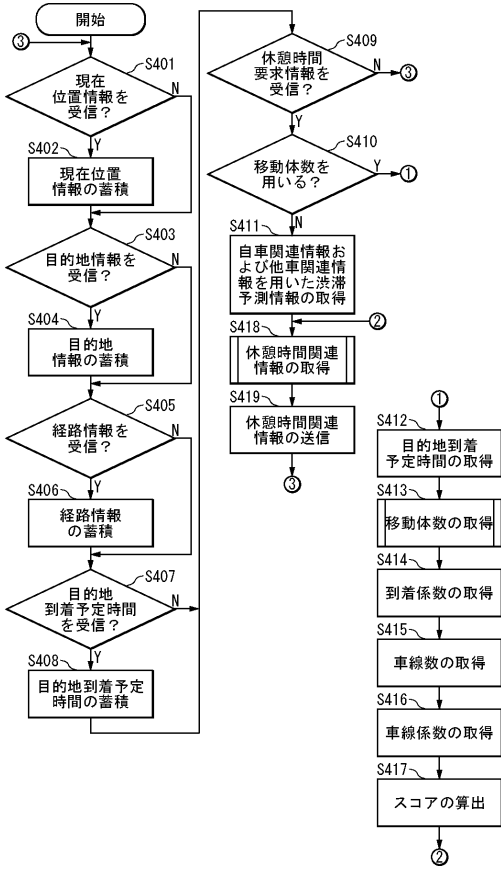 開始
③
S401
現在
位置情報を
受信？
N
Y
S402
現在位置
情報の蓄積
S403
目的地情報を
受信？
N
Y
S404
目的地
情報の蓄積
S405
経路情報を
受信？
N
Y
S406
経路情報
の蓄積
S407
目的地
到着予定時間
を受信？
N
Y
S408
目的地到着予定
時間の蓄積
S409
休憩時間
要求情報を
受信？
N
③
Y
S410
移動体数を
用いる？
Y
①
N
S411
自車関連情報お
よび他車関連情
報を用いた渋滞
予測情報の取得
②
S418
休憩時間関連
情報の取得
S419
休憩時間関連
情報の送信
③
①
S412
目的地到着
予定時間の取得
S413
移動体数の取得
S414
到着係数の取得
S415
車線数の取得
S416
車線係数の取得
S417
スコアの算出
②